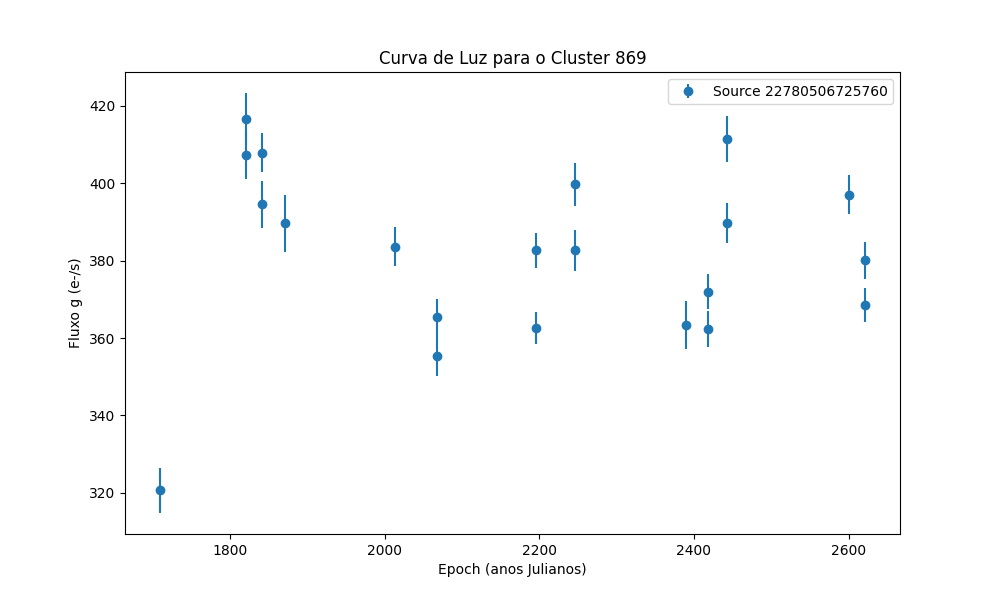 Curva de Luz para o Cluster 869
Source 22780506725760
Fluxo g (e-/s)
420
400
380
360
340
320
1800
2000
2200
2400
2600
Epoch (anos Julianos)